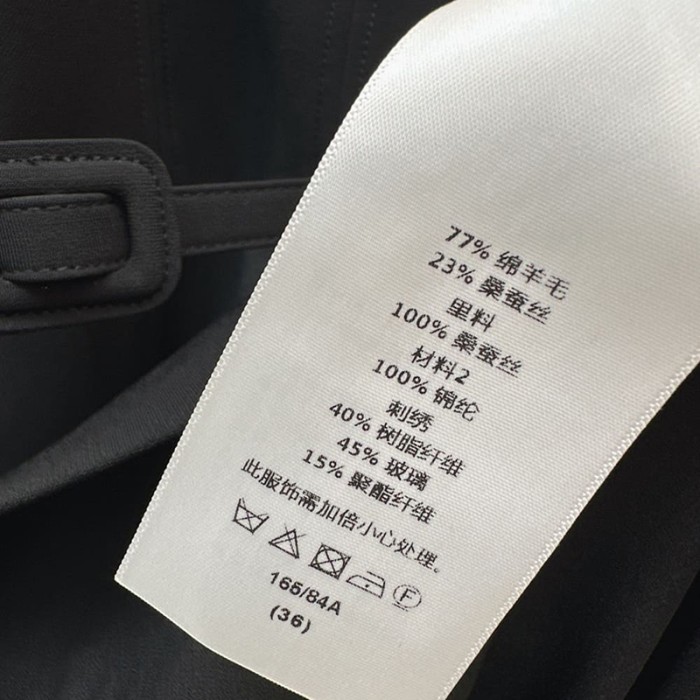 77% 绵羊毛
23% 桑蚕丝
里料
100% 桑蚕丝
材料2
100% 锦纶
刺绣
40% 树脂纤维
45% 玻璃
15% 聚酯纤维
此服饰需加倍小心处理。
F
165/84A
(36)